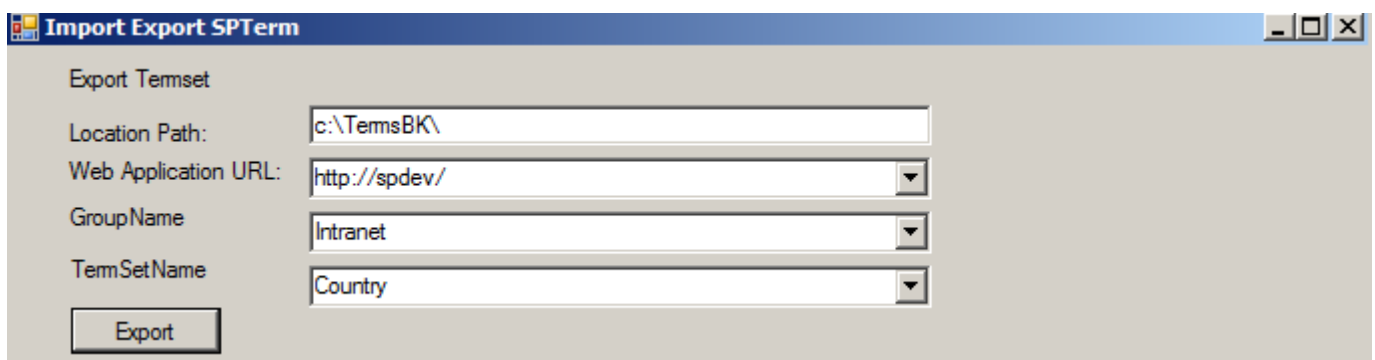 Import Export SPTerm
Export Termset
Location Path: c:\TermsBK\
Web Application URL: http://spdev/
GroupName Intranet
TermSetName Country
Export